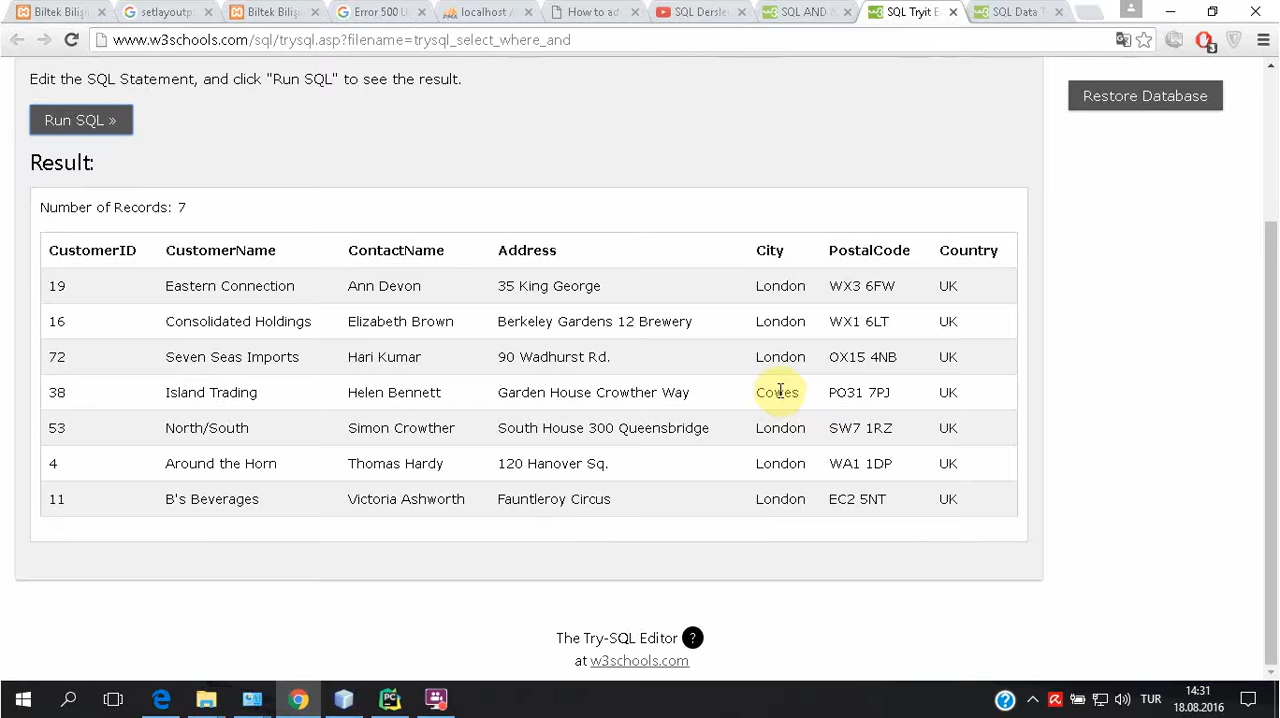 Biltek Biliş
setlayoutp
Biltek Biliş
Error 500 U
localhost /
How to ad
SQL Ders
SQL AND
SQL Tryit E
SQL Data T
www.w3schools.com/sql/trysql.asp?filename=trysql_select_where_and
Edit the SQL Statement, and click "Run SQL" to see the result.
Restore Database
Run SQL »
Result:
Number of Records: 7
CustomerID CustomerName ContactName Address City PostalCode Country
19 Eastern Connection Ann Devon 35 King George London WX3 6FW UK
16 Consolidated Holdings Elizabeth Brown Berkeley Gardens 12 Brewery London WX1 6LT UK
72 Seven Seas Imports Hari Kumar 90 Wadhurst Rd. London OX15 4NB UK
38 Island Trading Helen Bennett Garden House Crowther Way Cowes PO31 7PJ UK
53 North/South Simon Crowther South House 300 Queensbridge London SW7 1RZ UK
4 Around the Horn Thomas Hardy 120 Hanover Sq. London WA1 1DP UK
11 B's Beverages Victoria Ashworth Fauntleroy Circus London EC2 5NT UK
The Try-SQL Editor ?
at w3schools.com
TUR
14:31
18.08.2016